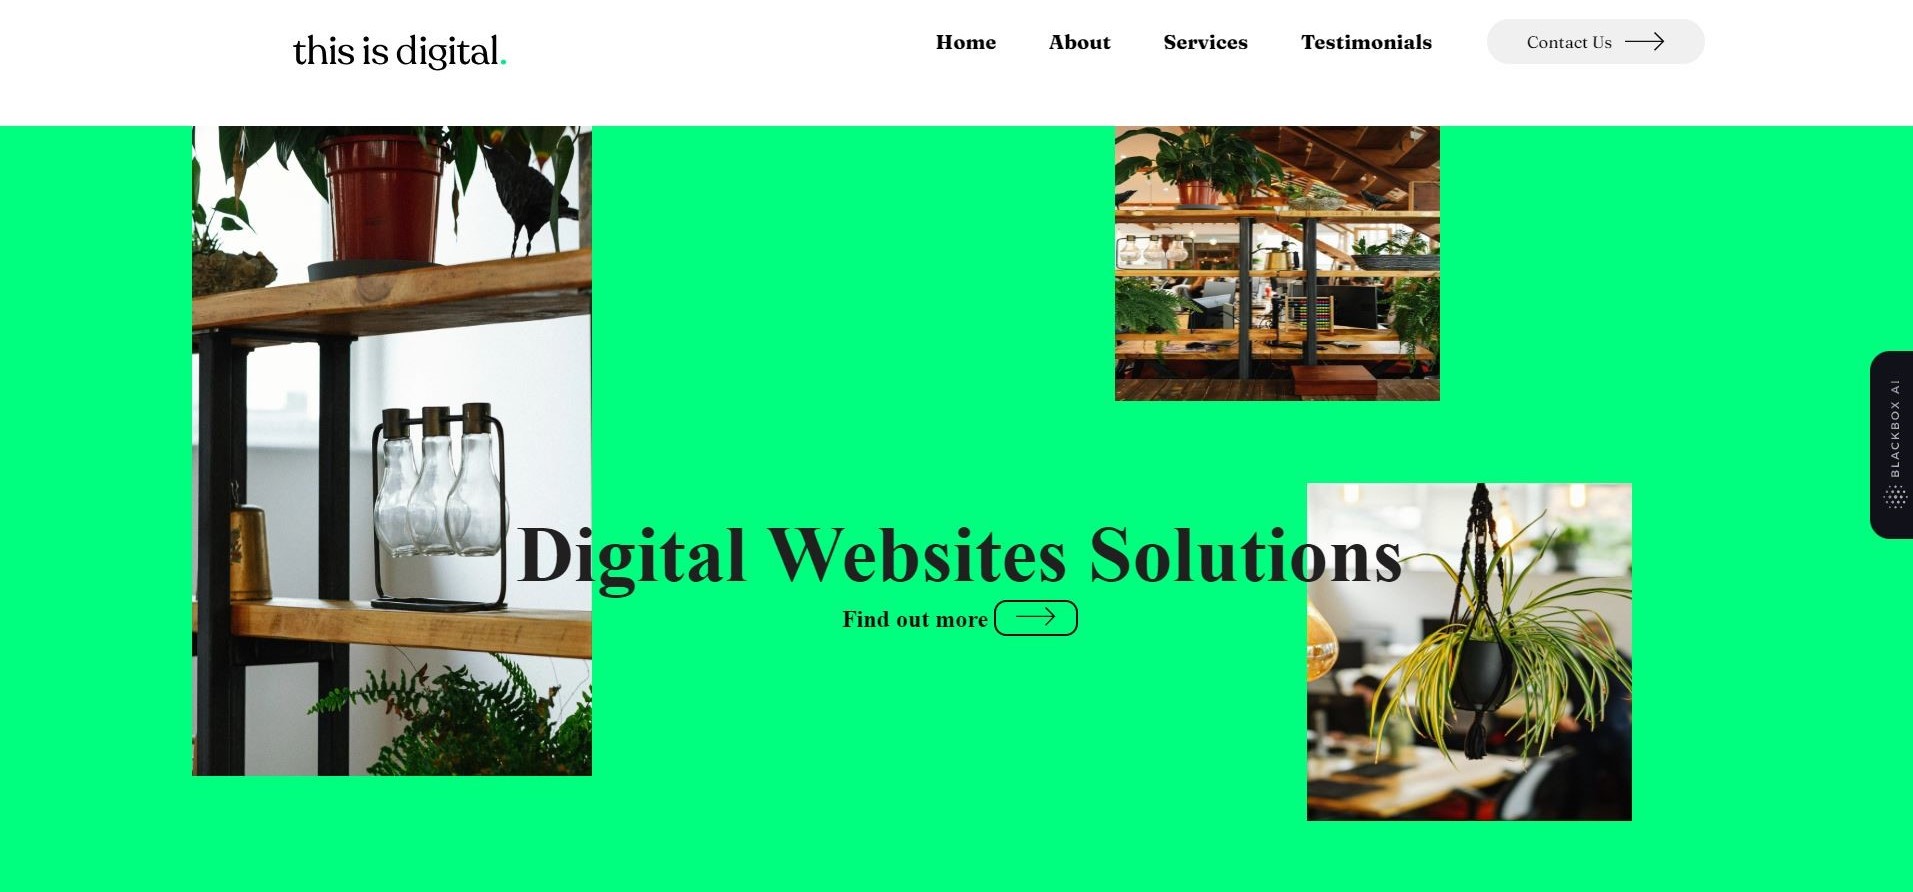 this is digital.
Home About Services Testimonials Contact Us
BLACKBOX AI
Digital Websites Solutions
Find out more